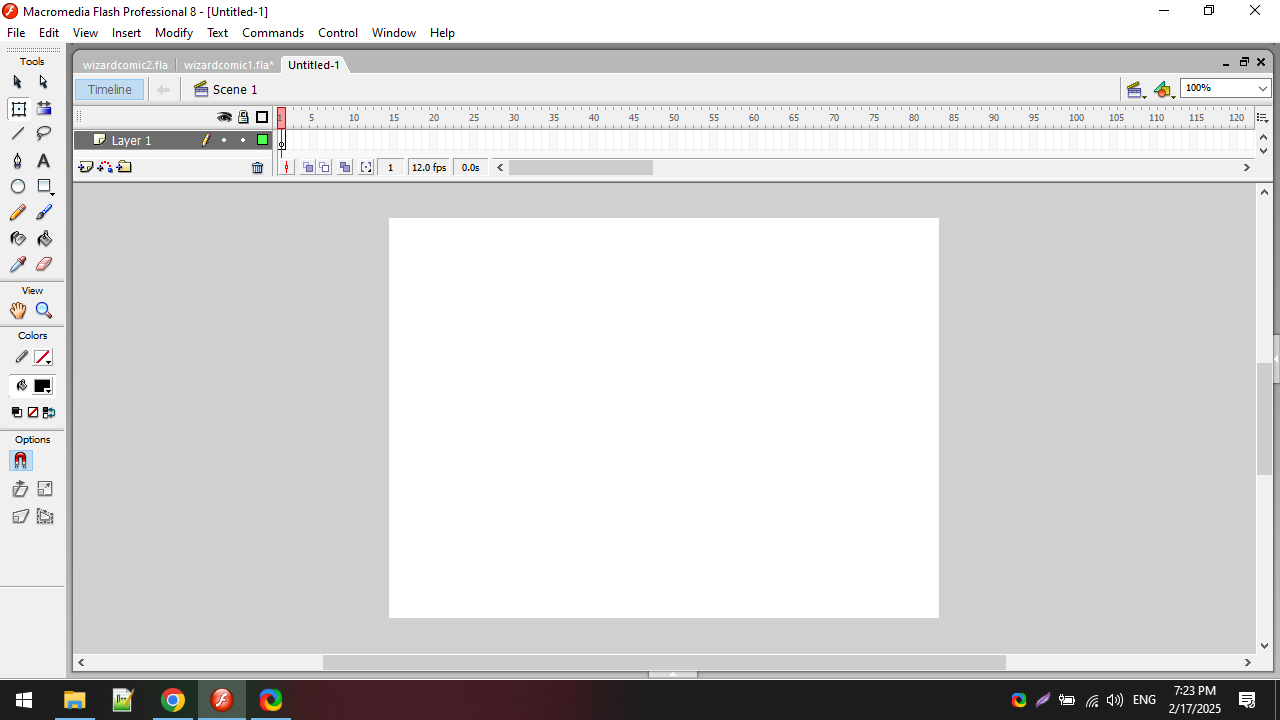 Macromedia Flash Professional 8 - [Untitled-1]
File Edit View Insert Modify Text Commands Control Window Help
Tools
wizardcomic2.fla wizardcomic1.fla* Untitled-1
Timeline Scene 1 100%
1 5 10 15 20 25 30 35 40 45 50 55 60 65 70 75 80 85 90 95 100 105 110 115 120
Layer 1
1 12.0 fps 0.0s
View
Colors
Options
ENG
7:23 PM
2/17/2025